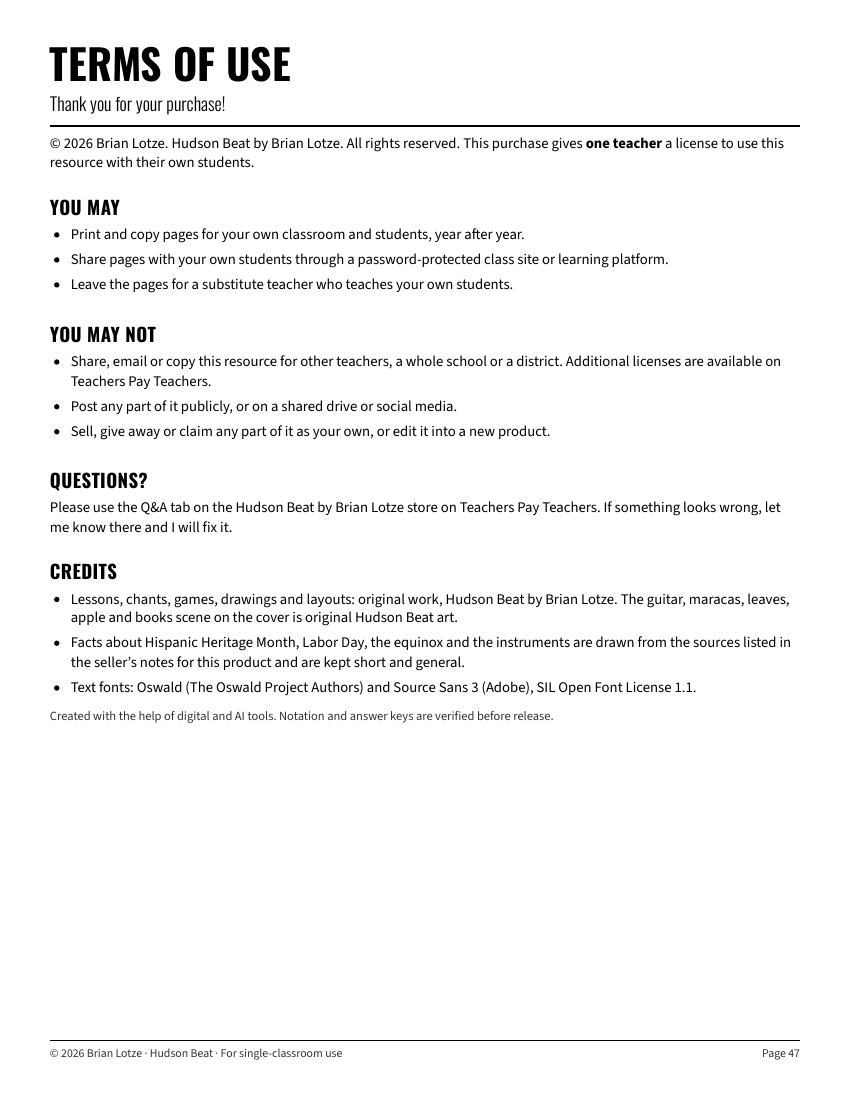 TERMS OF USE
Thank you for your purchase!
© 2026 Brian Lotze. Hudson Beat by Brian Lotze. All rights reserved. This purchase gives one teacher a license to use this
resource with their own students.
YOU MAY
• Print and copy pages for your own classroom and students, year after year.
• Share pages with your own students through a password-protected class site or learning platform.
• Leave the pages for a substitute teacher who teaches your own students.
YOU MAY NOT
• Share, email or copy this resource for other teachers, a whole school or a district. Additional licenses are available on
Teachers Pay Teachers.
• Post any part of it publicly, or on a shared drive or social media.
• Sell, give away or claim any part of it as your own, or edit it into a new product.
QUESTIONS?
Please use the Q&A tab on the Hudson Beat by Brian Lotze store on Teachers Pay Teachers. If something looks wrong, let
me know there and I will fix it.
CREDITS
• Lessons, chants, games, drawings and layouts: original work, Hudson Beat by Brian Lotze. The guitar, maracas, leaves,
apple and books scene on the cover is original Hudson Beat art.
• Facts about Hispanic Heritage Month, Labor Day, the equinox and the instruments are drawn from the sources listed in
the seller’s notes for this product and are kept short and general.
• Text fonts: Oswald (The Oswald Project Authors) and Source Sans 3 (Adobe), SIL Open Font License 1.1.
Created with the help of digital and AI tools. Notation and answer keys are verified before release.
© 2026 Brian Lotze · Hudson Beat · For single-classroom use
Page 47